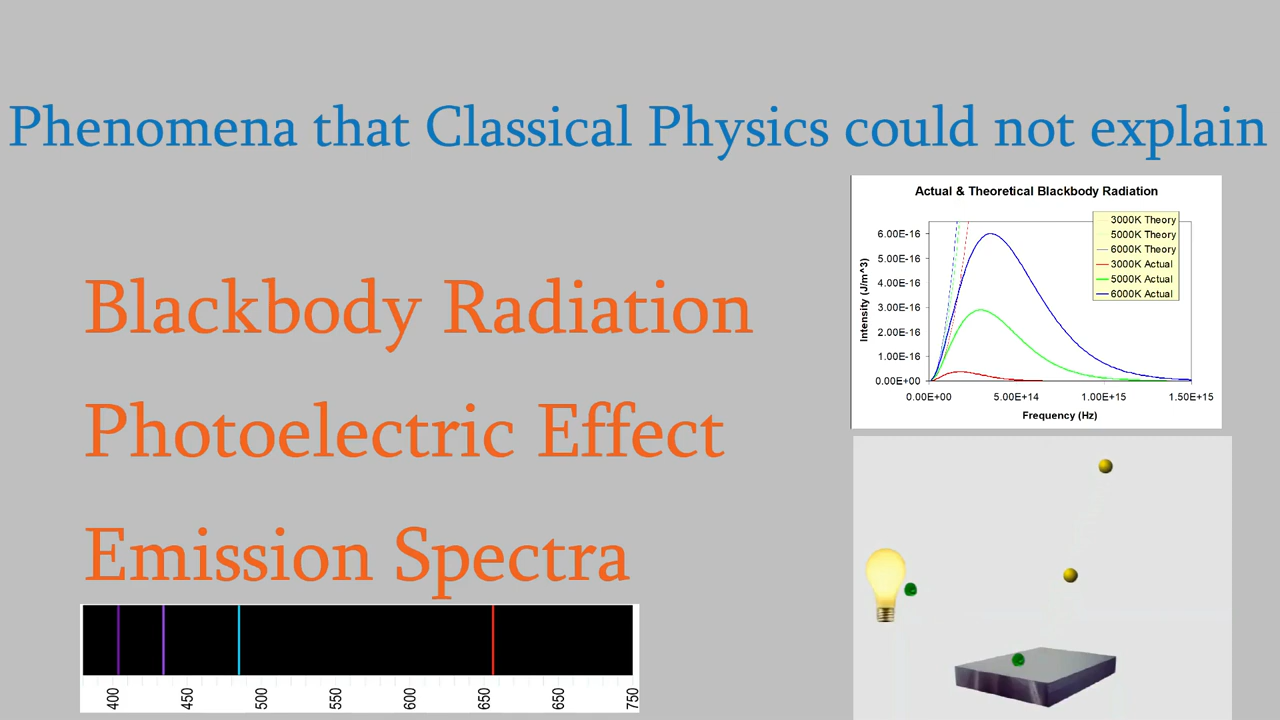 Phenomena that Classical Physics could not explain
Blackbody Radiation
Photoelectric Effect
Emission Spectra
Actual & Theoretical Blackbody Radiation
Intensity (J/m^3)
6.00E-16
5.00E-16
4.00E-16
3.00E-16
2.00E-16
1.00E-16
0.00E+00
0.00E+00 5.00E+14 1.00E+15 1.50E+15
Frequency (Hz)
3000K Theory
5000K Theory
6000K Theory
3000K Actual
5000K Actual
6000K Actual
400 450 500 550 600 650 650 750